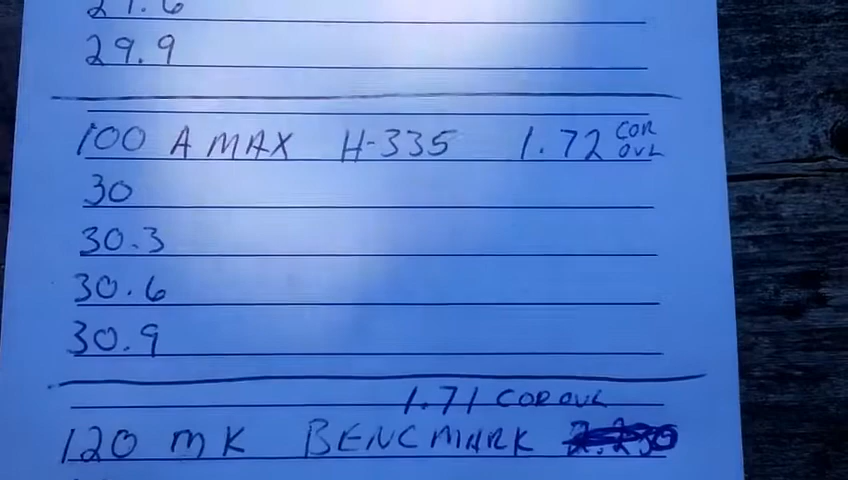 29.9
100 A MAX H-335 1.72 COR OVL
30
30.3
30.6
30.9
1.71 COR OVL
120 MK BENCMARK